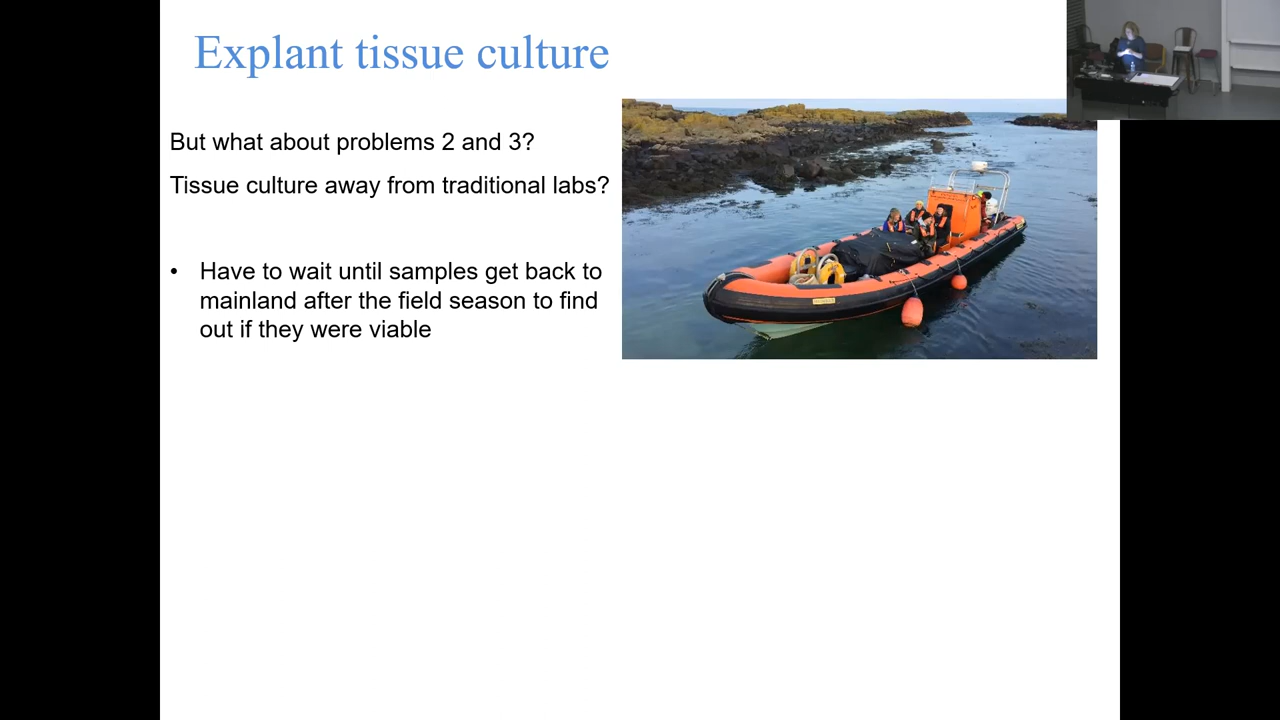 Explant tissue culture
But what about problems 2 and 3?
Tissue culture away from traditional labs?
• Have to wait until samples get back to
mainland after the field season to find
out if they were viable